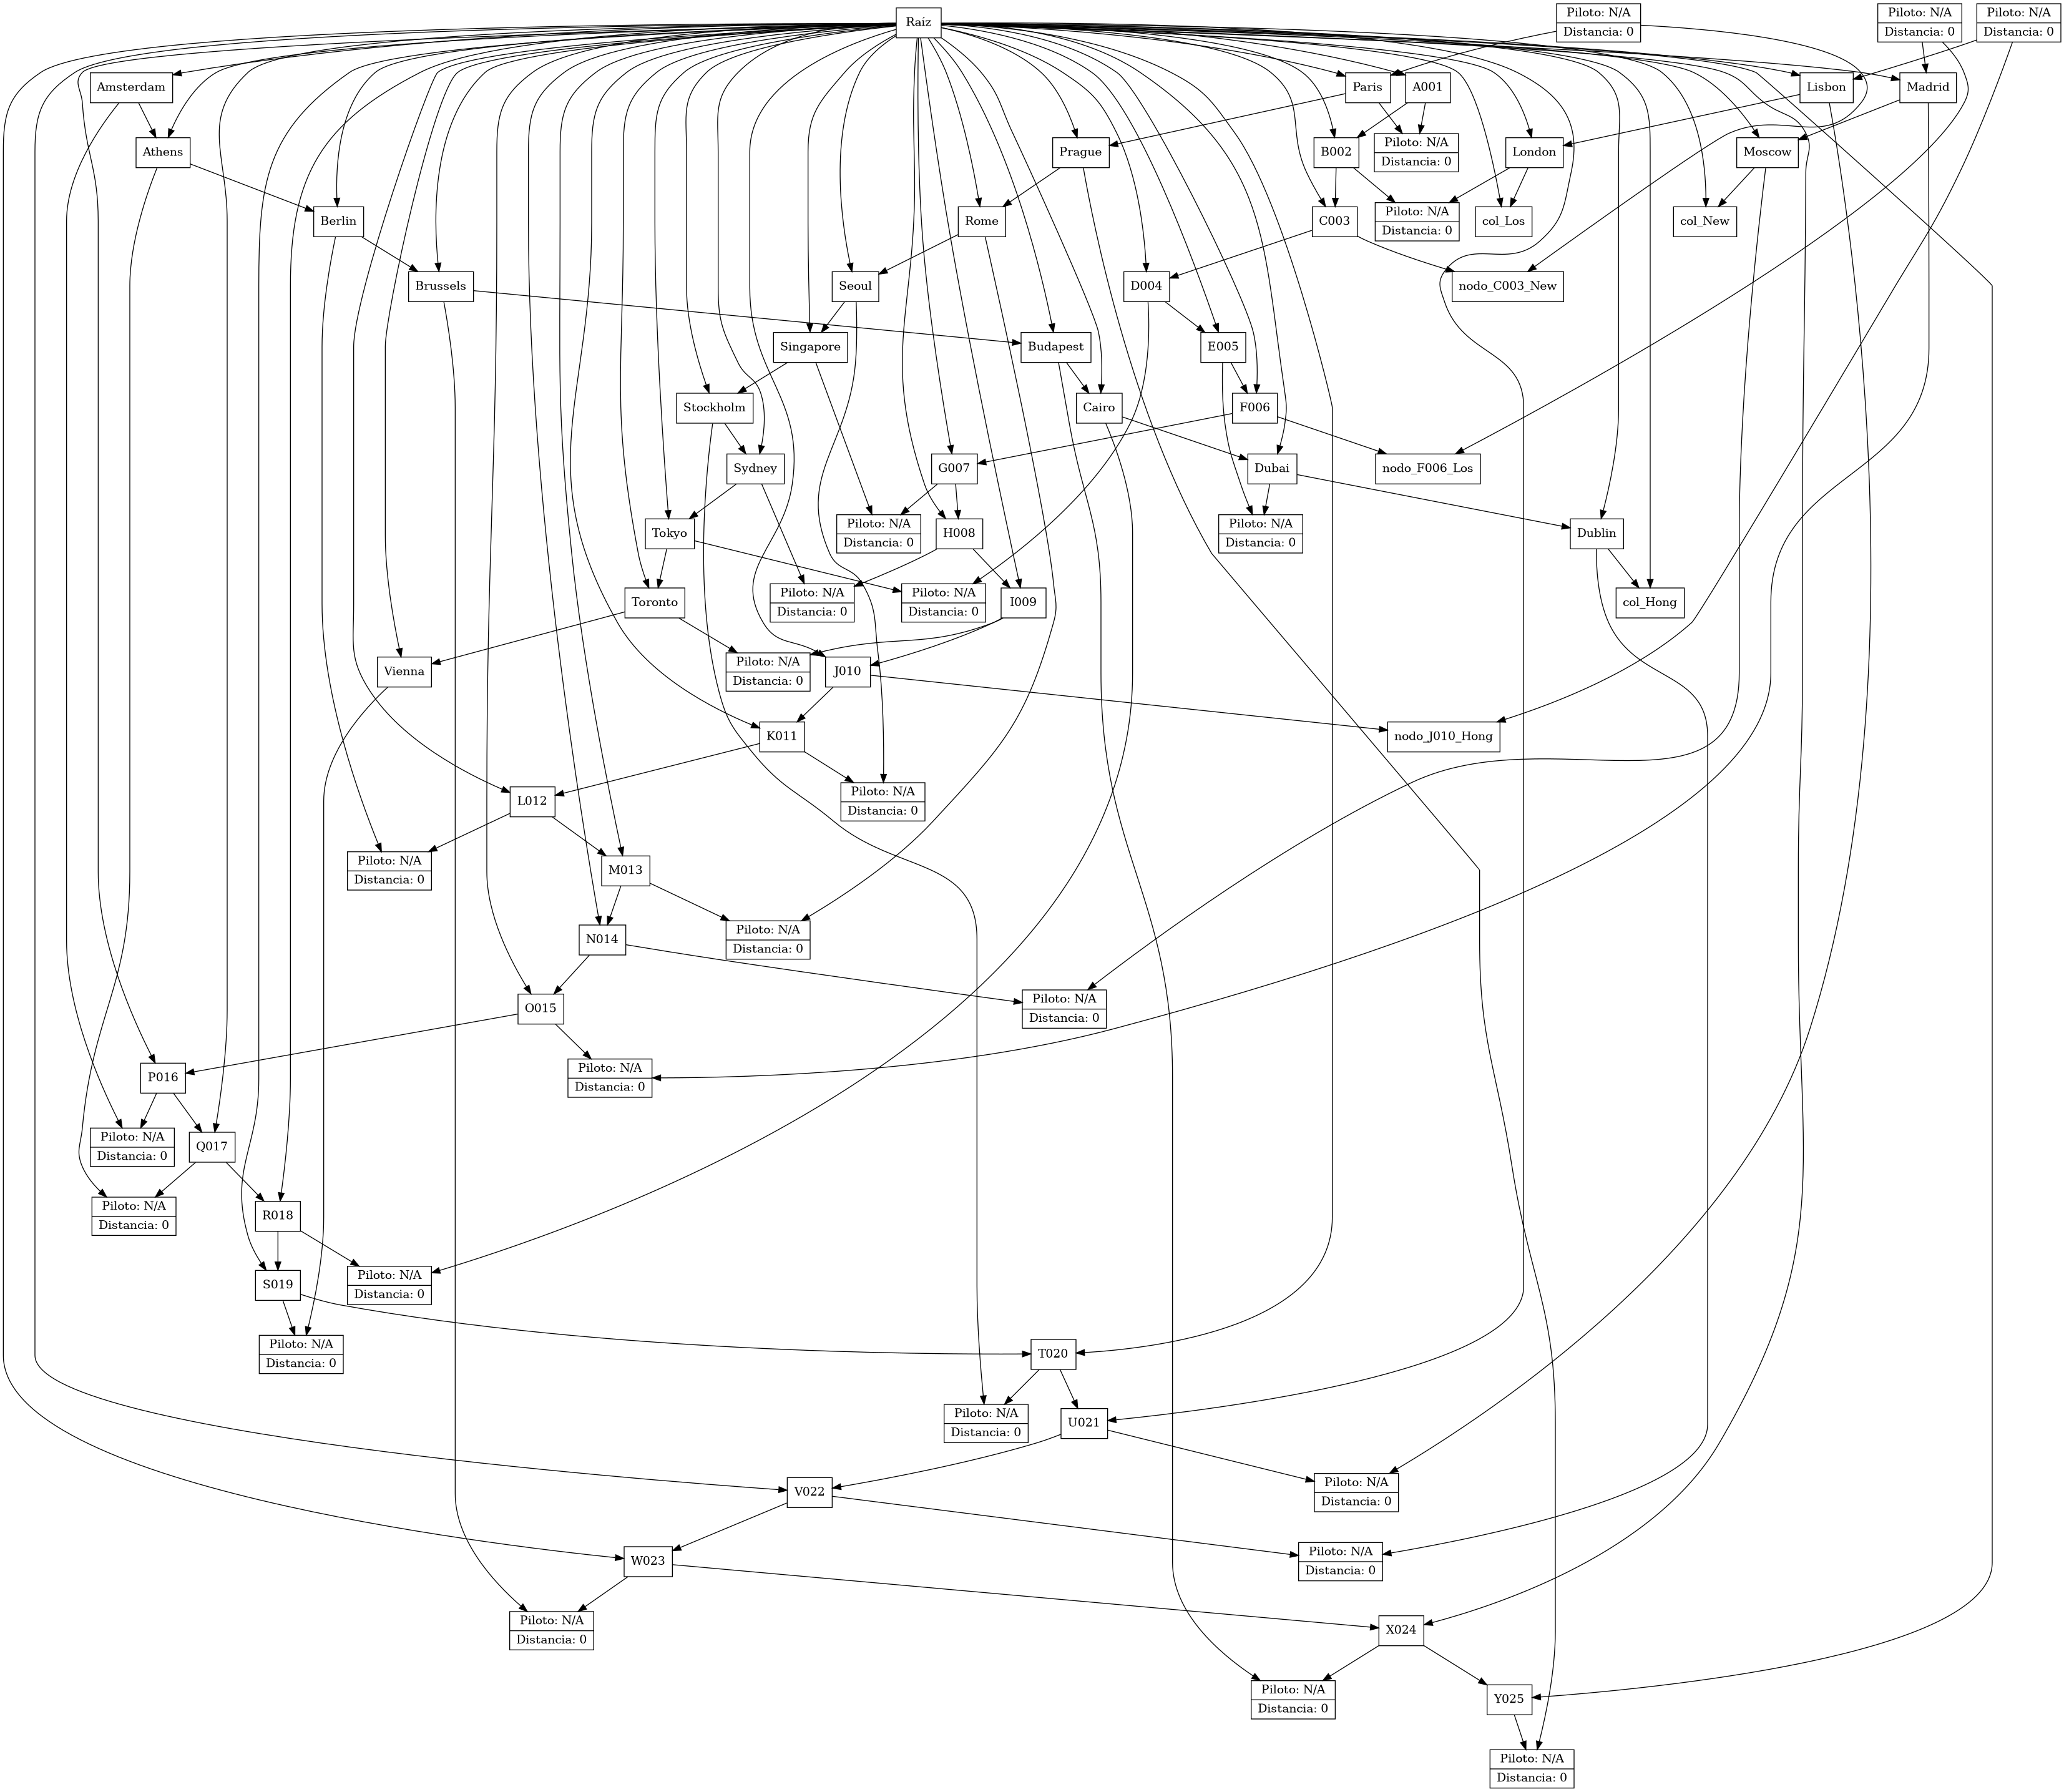 Raíz
Piloto: N/A
Distancia: 0
Piloto: N/A
Distancia: 0
Piloto: N/A
Distancia: 0
Amsterdam
Paris
A001
Lisbon
Madrid
Athens
Prague
B002
Piloto: N/A
Distancia: 0
London
Moscow
Berlin
Rome
C003
Piloto: N/A
Distancia: 0
col_Los
col_New
Brussels
Seoul
D004
nodo_C003_New
Singapore
Budapest
E005
Stockholm
Cairo
F006
Sydney
G007
Dubai
nodo_F006_Los
Tokyo
Piloto: N/A
Distancia: 0
H008
Piloto: N/A
Distancia: 0
Dublin
Toronto
Piloto: N/A
Distancia: 0
Piloto: N/A
Distancia: 0
I009
col_Hong
Vienna
Piloto: N/A
Distancia: 0
J010
K011
nodo_J010_Hong
L012
Piloto: N/A
Distancia: 0
Piloto: N/A
Distancia: 0
M013
N014
Piloto: N/A
Distancia: 0
O015
Piloto: N/A
Distancia: 0
P016
Piloto: N/A
Distancia: 0
Piloto: N/A
Distancia: 0
Q017
Piloto: N/A
Distancia: 0
R018
S019
Piloto: N/A
Distancia: 0
Piloto: N/A
Distancia: 0
T020
Piloto: N/A
Distancia: 0
U021
V022
Piloto: N/A
Distancia: 0
W023
Piloto: N/A
Distancia: 0
Piloto: N/A
Distancia: 0
X024
Piloto: N/A
Distancia: 0
Y025
Piloto: N/A
Distancia: 0